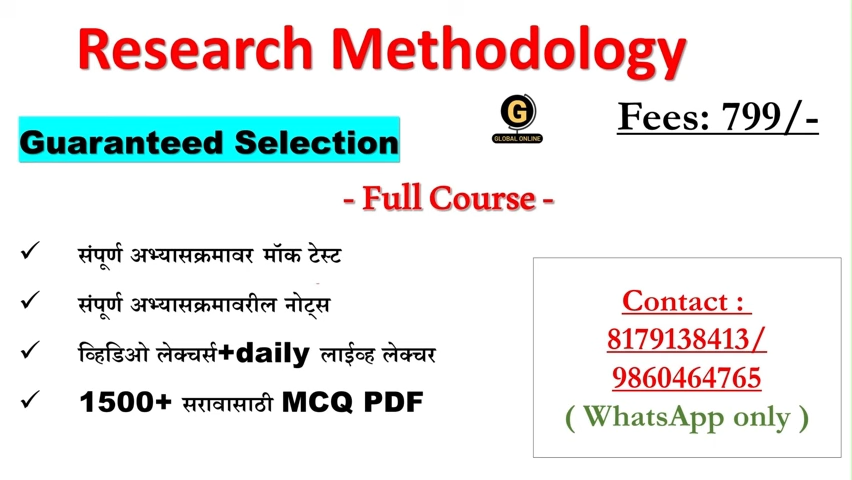 Research Methodology
G
GLOBAL ONLINE
Fees: 799/-
Guaranteed Selection
- Full Course -
✓ संपूर्ण अभ्यासक्रमावर मॉक टेस्ट
✓ संपूर्ण अभ्यासक्रमावरील नोट्स
✓ व्हिडिओ लेक्चर्स+daily लाईव्ह लेक्चर
✓ 1500+ सरावासाठी MCQ PDF
Contact :
8179138413/
9860464765
( WhatsApp only )